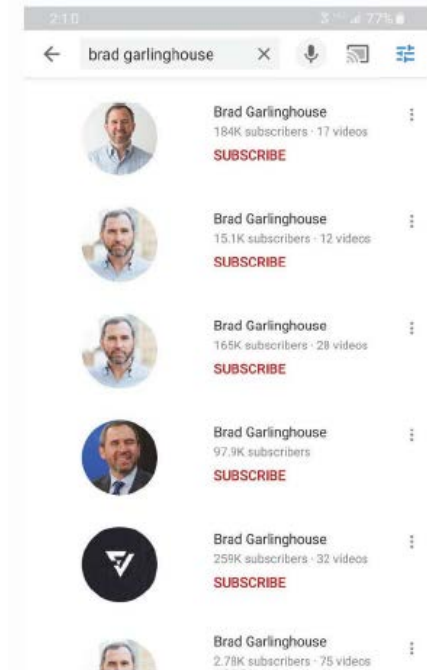 2:10 77%
brad garlinghouse
Brad Garlinghouse
184K subscribers · 17 videos
SUBSCRIBE
Brad Garlinghouse
15.1K subscribers · 12 videos
SUBSCRIBE
Brad Garlinghouse
165K subscribers · 28 videos
SUBSCRIBE
Brad Garlinghouse
97.9K subscribers
SUBSCRIBE
Brad Garlinghouse
259K subscribers · 32 videos
SUBSCRIBE
Brad Garlinghouse
2.78K subscribers · 75 videos